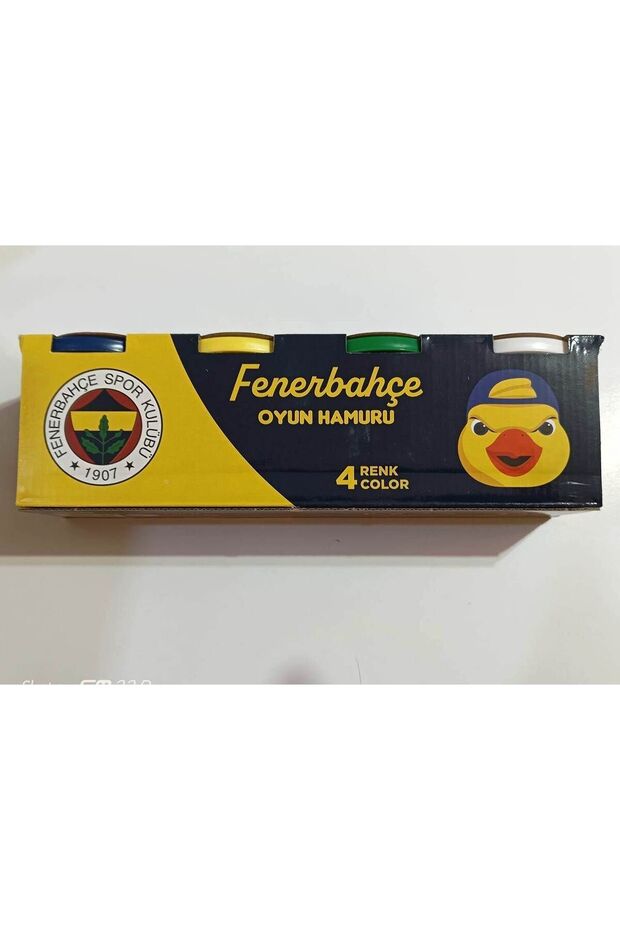 FENERBAHÇE SPOR KULÜBÜ
★ 1907 ★
Fenerbahçe
OYUN HAMURU
4 RENK
COLOR